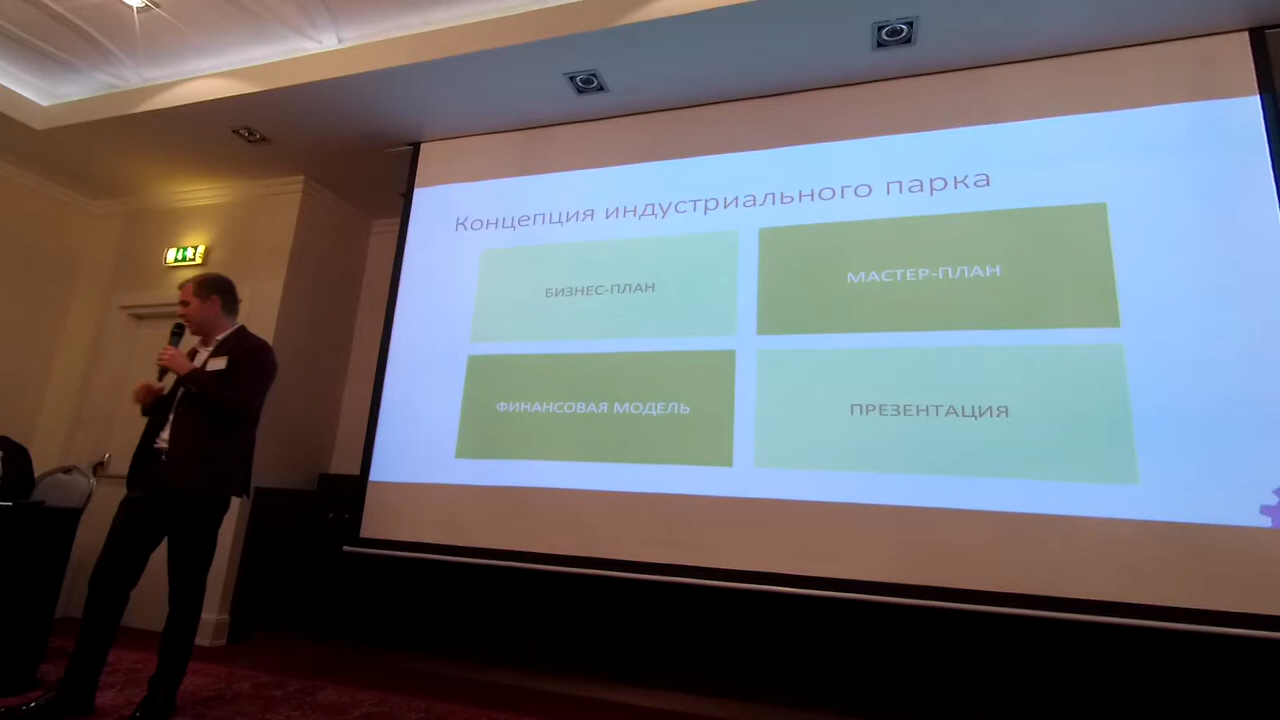 Концепция индустриального парка
БИЗНЕС-ПЛАН
МАСТЕР-ПЛАН
ФИНАНСОВАЯ МОДЕЛЬ
ПРЕЗЕНТАЦИЯ